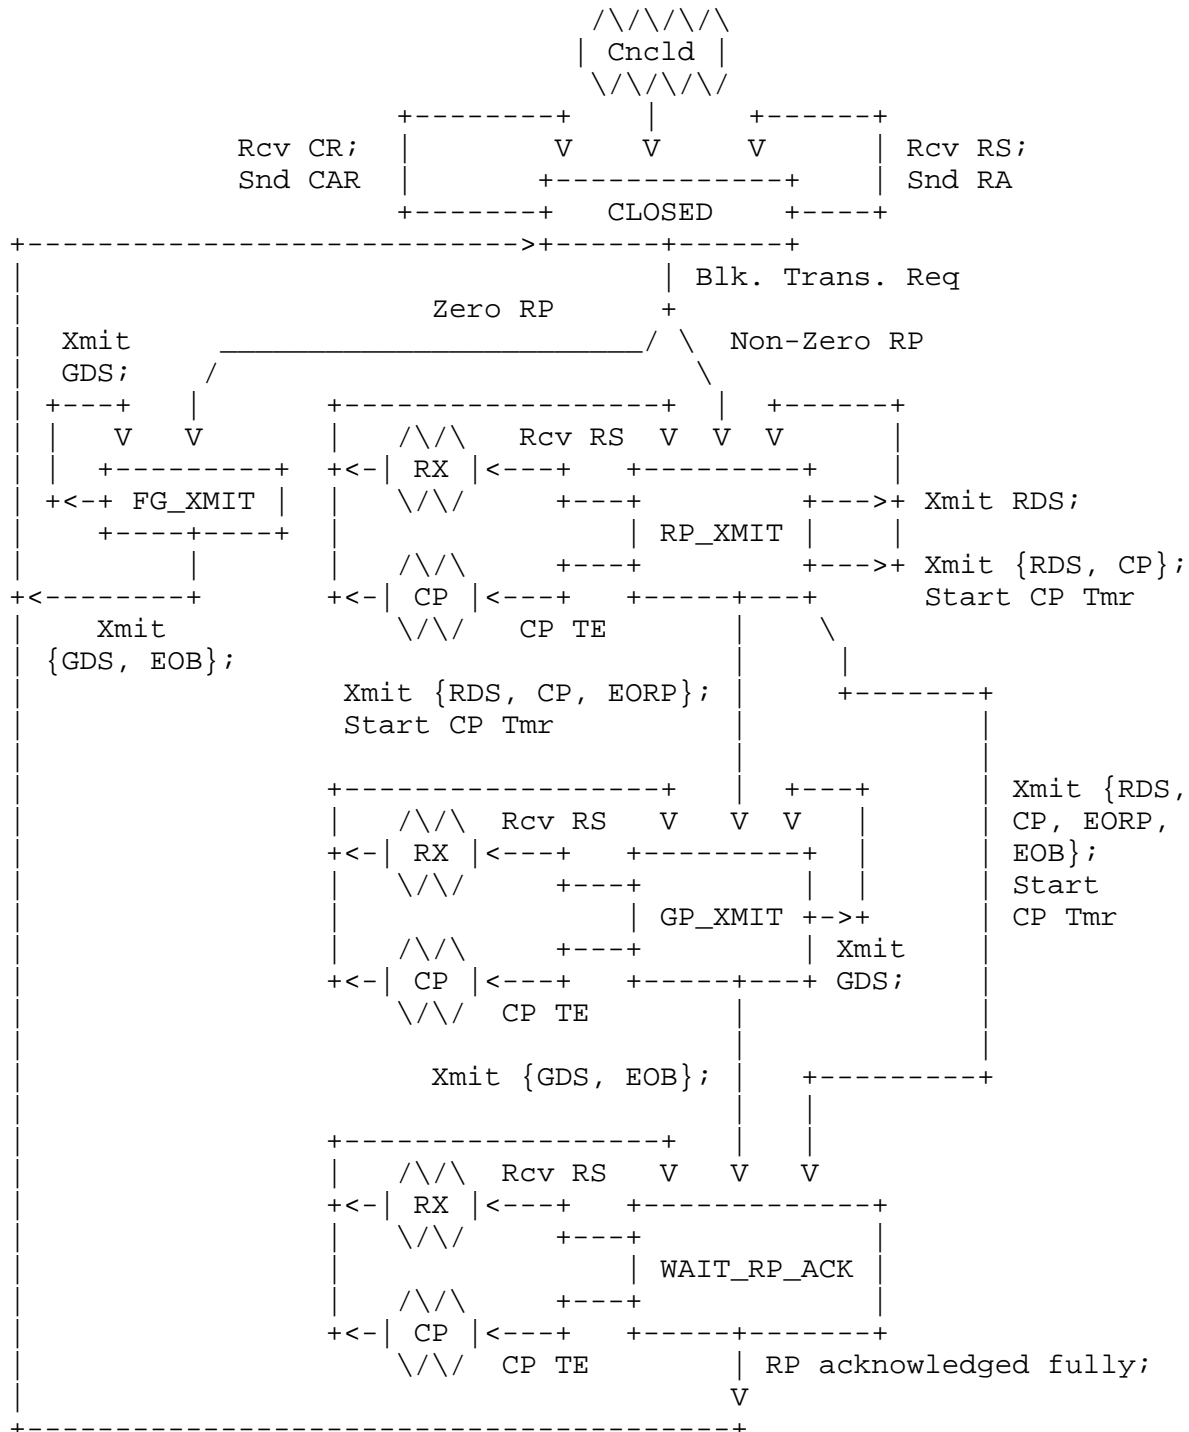 Cncld
Rcv CR; Rcv RS;
Snd CAR Snd RA
CLOSED
Blk. Trans. Req
Zero RP
Xmit Non-Zero RP
GDS;
Rcv RS
RX
FG_XMIT Xmit RDS;
RP_XMIT
CP Xmit {RDS, CP};
Start CP Tmr
Xmit CP TE
{GDS, EOB};
Xmit {RDS, CP, EORP};
Start CP Tmr
Xmit {RDS,
Rcv RS CP, EORP,
RX EOB};
Start
GP_XMIT CP Tmr
Xmit
CP GDS;
CP TE
Xmit {GDS, EOB};
Rcv RS
RX
WAIT_RP_ACK
CP
CP TE RP acknowledged fully;